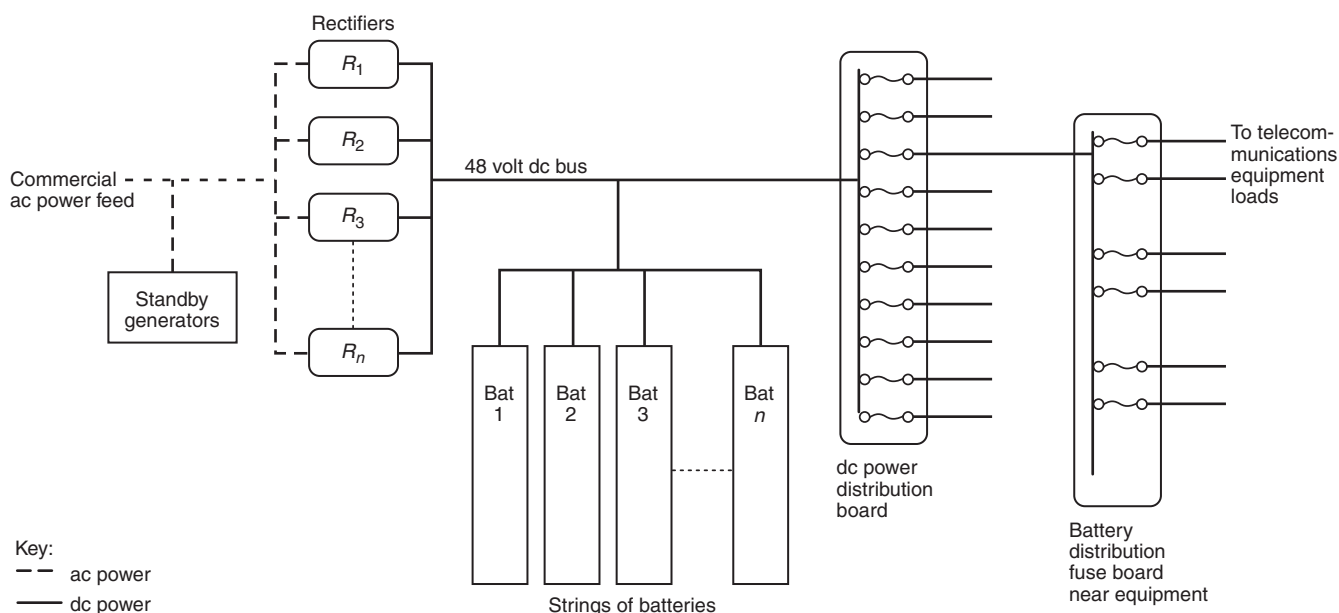 Rectifiers
R1
R2
R3
Rn
Commercial
ac power feed
Standby
generators
48 volt dc bus
Bat
1
Bat
2
Bat
3
Bat
n
Strings of batteries
dc power
distribution
board
To telecom-
munications
equipment
loads
Battery
distribution
fuse board
near equipment
Key:
ac power
dc power